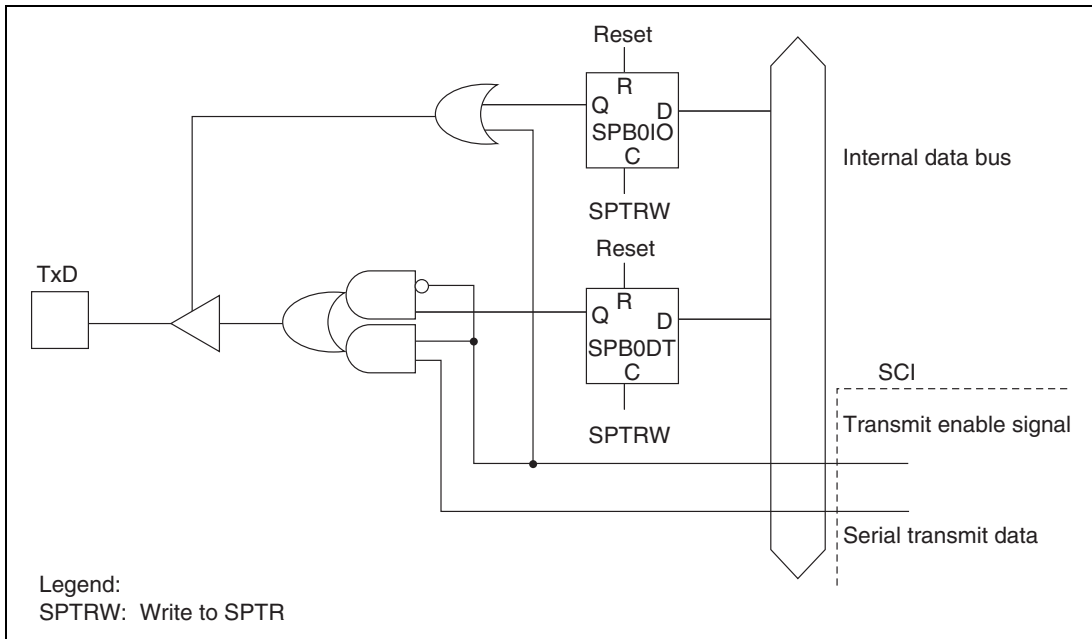 Reset
R
Q
D
SPB0IO
C
Internal data bus
SPTRW
Reset
TxD
R
Q
D
SPB0DT
C
SCI
SPTRW
Transmit enable signal
Serial transmit data
Legend:
SPTRW: Write to SPTR